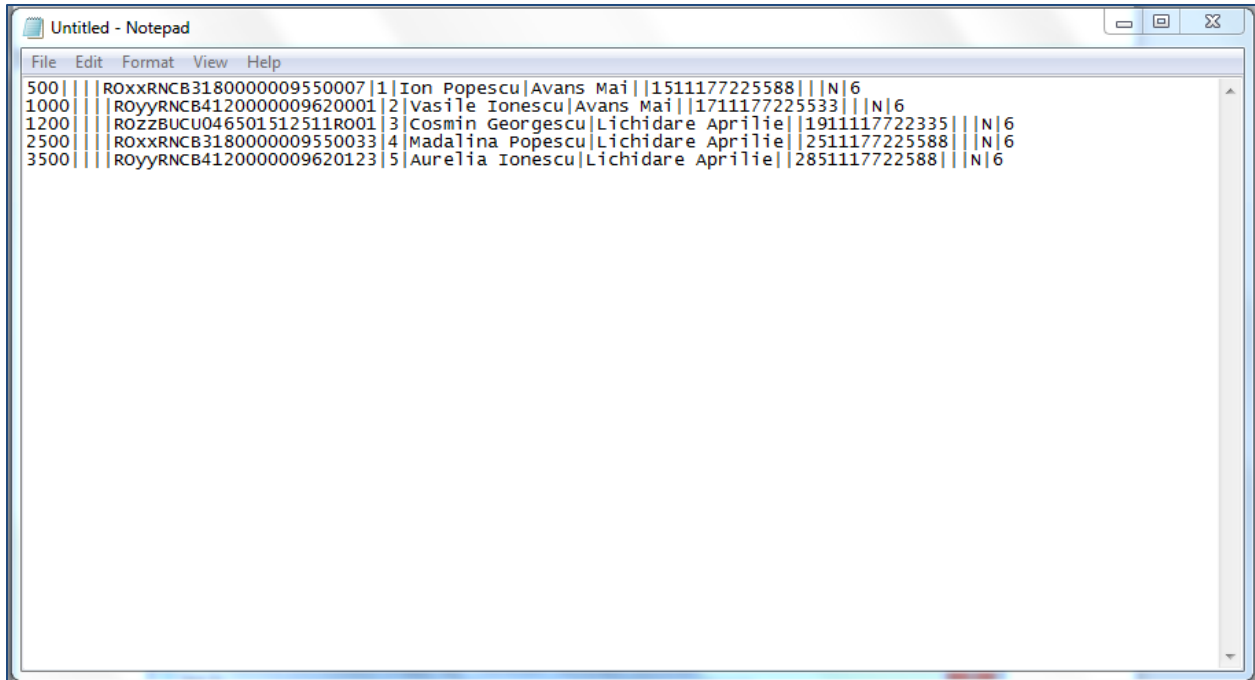 Untitled - Notepad
File Edit Format View Help
500||||ROxxRNCB3180000009550007|1|Ion Popescu|Avans Mai||1511177225588|||N|6
1000||||ROyyRNCB4120000009620001|2|Vasile Ionescu|Avans Mai||1711177225533|||N|6
1200||||ROzzBUCU046501512511RO01|3|Cosmin Georgescu|Lichidare Aprilie||1911117722335|||N|6
2500||||ROxxRNCB3180000009550033|4|Madalina Popescu|Lichidare Aprilie||2511177225588|||N|6
3500||||ROyyRNCB4120000009620123|5|Aurelia Ionescu|Lichidare Aprilie||2851117722588|||N|6